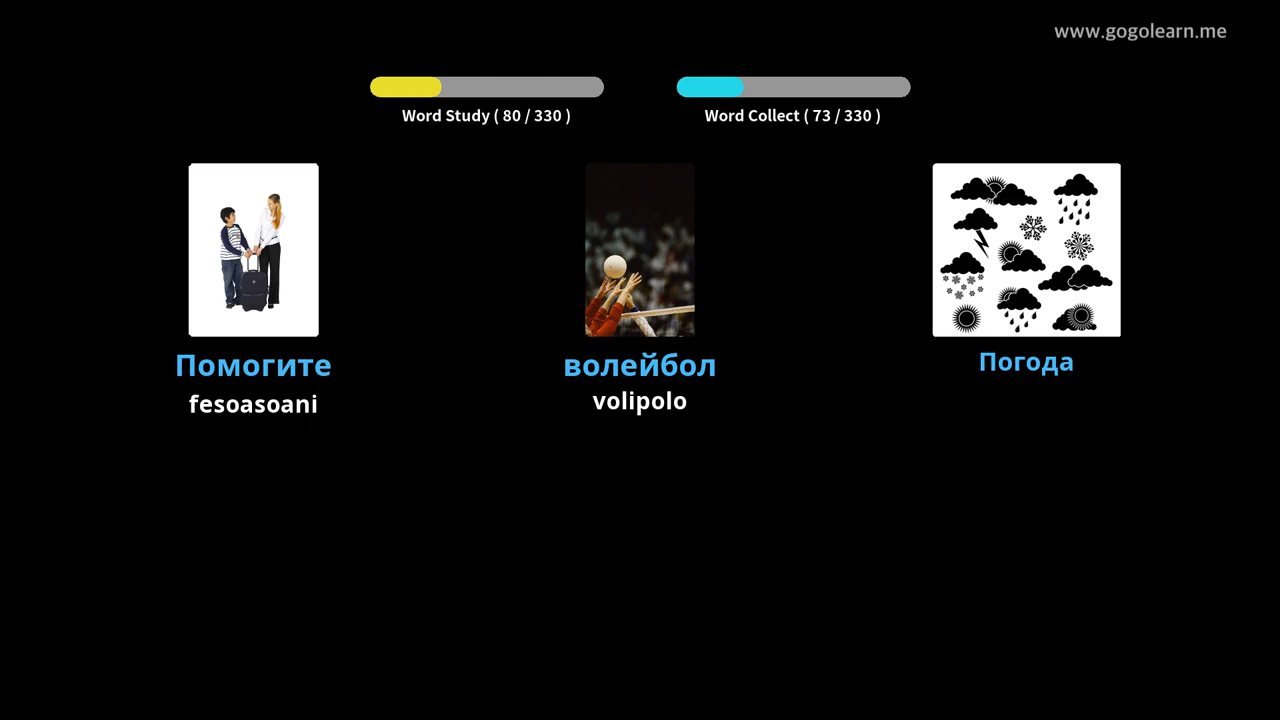 www.gogolearn.me
Word Study ( 80 / 330 )
Word Collect ( 73 / 330 )
Помогите
волейбол
Погода
fesoasoani
volipolo